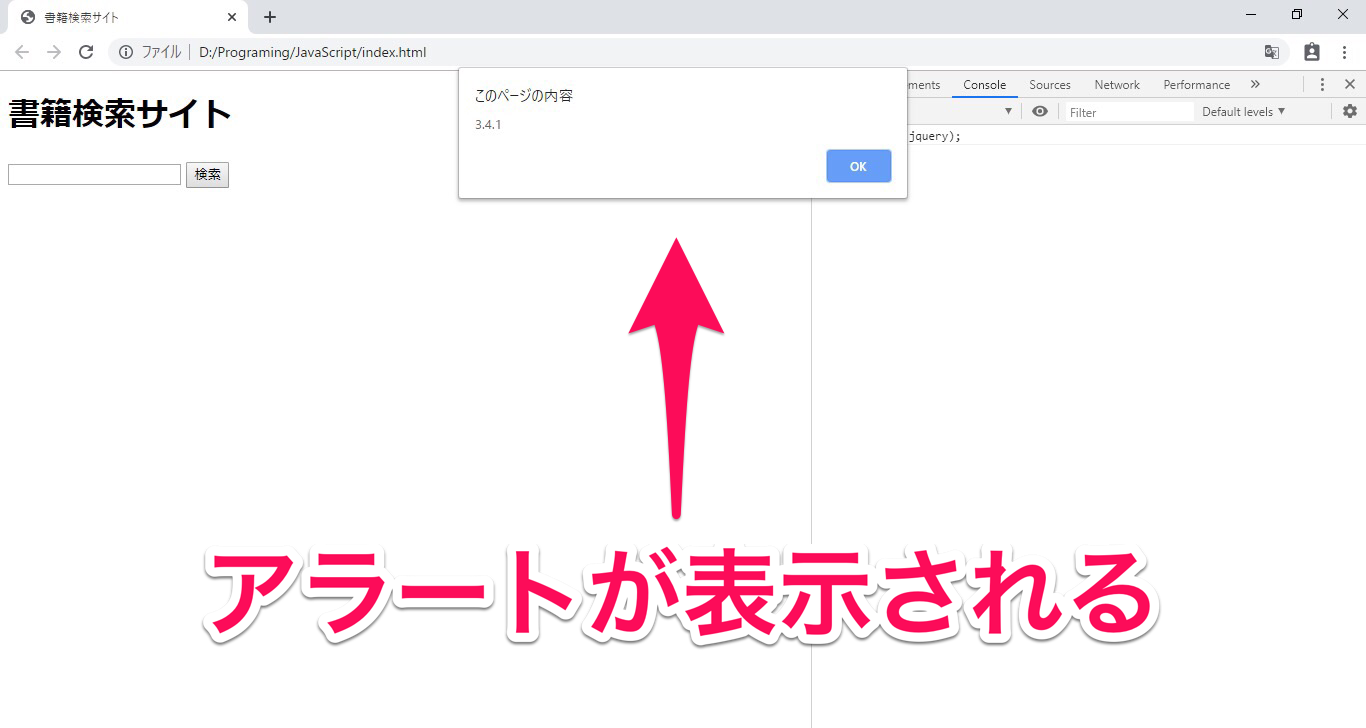 書籍検索サイト
ファイル D:/Programing/JavaScript/index.html
書籍検索サイト
検索
このページの内容
3.4.1
OK
ments Console Sources Network Performance
Filter Default levels
jquery);
アラートが表示される